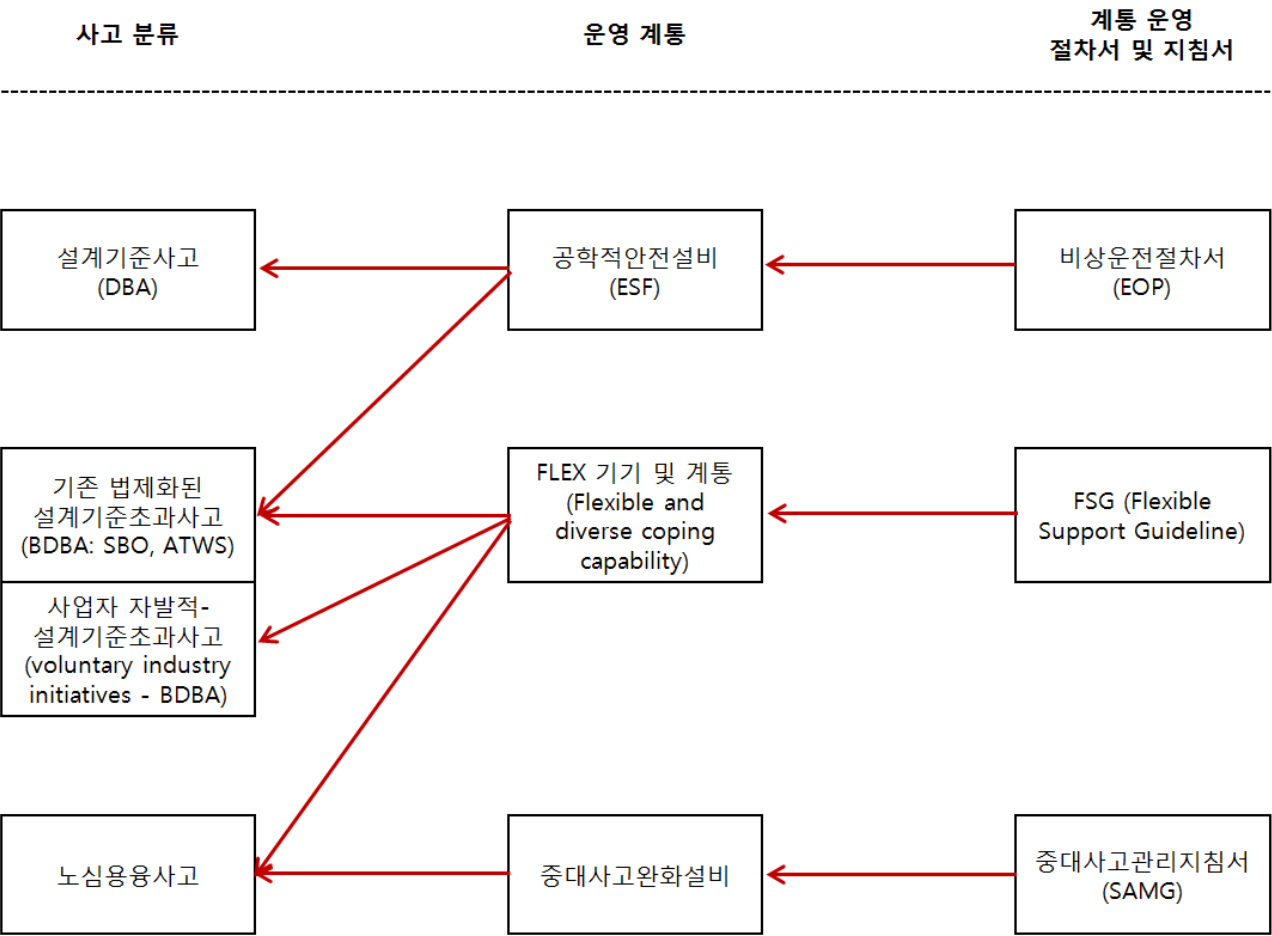 사고 분류
운영 계통
계통 운영
절차서 및 지침서
설계기준사고
(DBA)
공학적안전설비
(ESF)
비상운전절차서
(EOP)
기존 법제화된
설계기준초과사고
(BDBA: SBO, ATWS)
FLEX 기기 및 계통
(Flexible and
diverse coping
capability)
FSG (Flexible
Support Guideline)
사업자 자발적-
설계기준초과사고
(voluntary industry
initiatives - BDBA)
노심용융사고
중대사고완화설비
중대사고관리지침서
(SAMG)